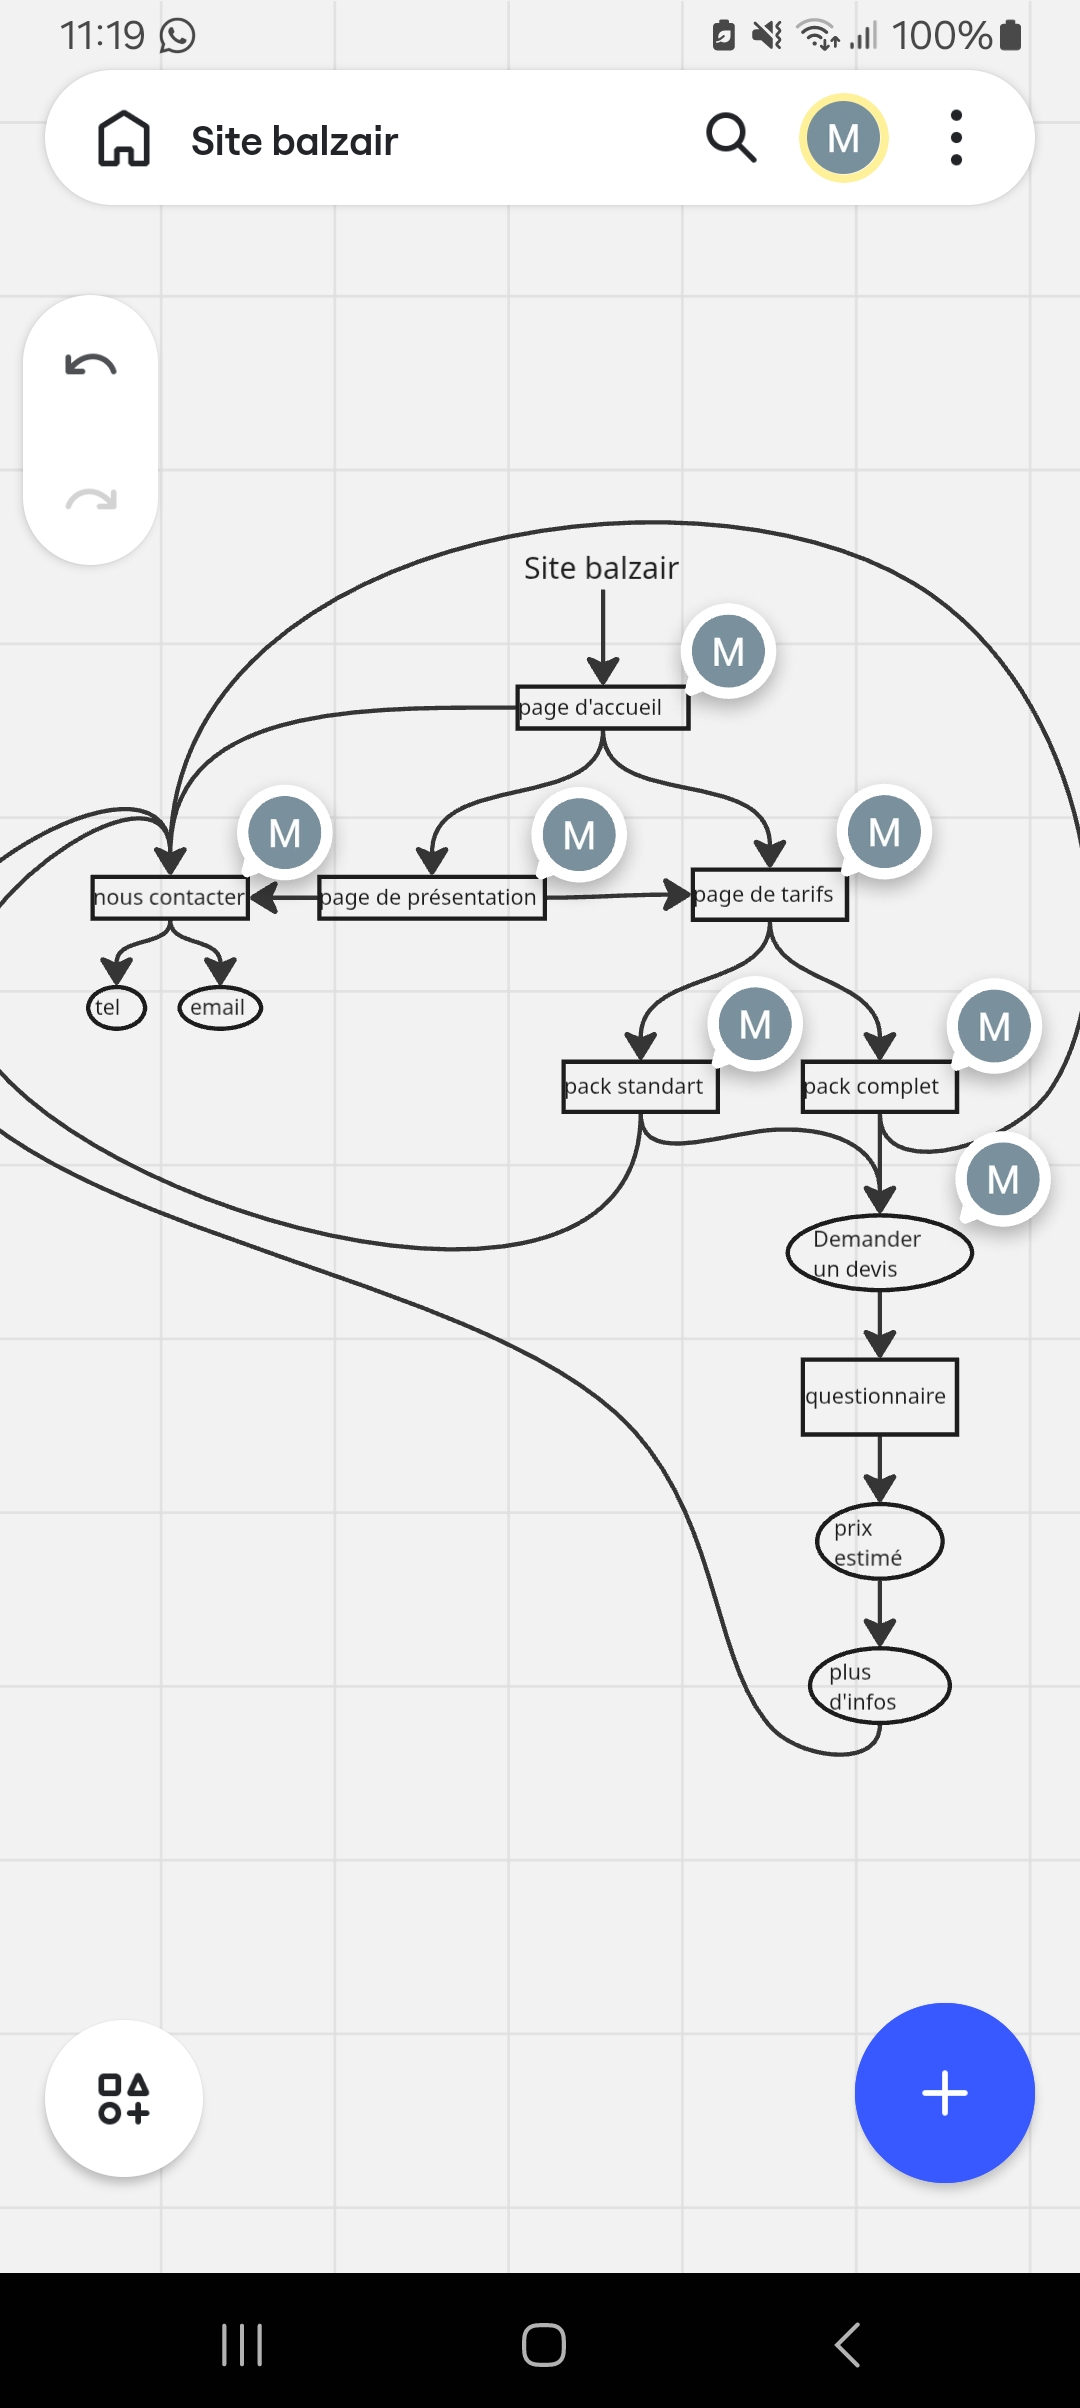 11:19
100%
Site balzair
M
Site balzair
M
page d'accueil
M
M
M
nous contacter
page de présentation
page de tarifs
tel
email
M
M
pack standart
pack complet
M
Demander
un devis
questionnaire
prix
estimé
plus
d'infos